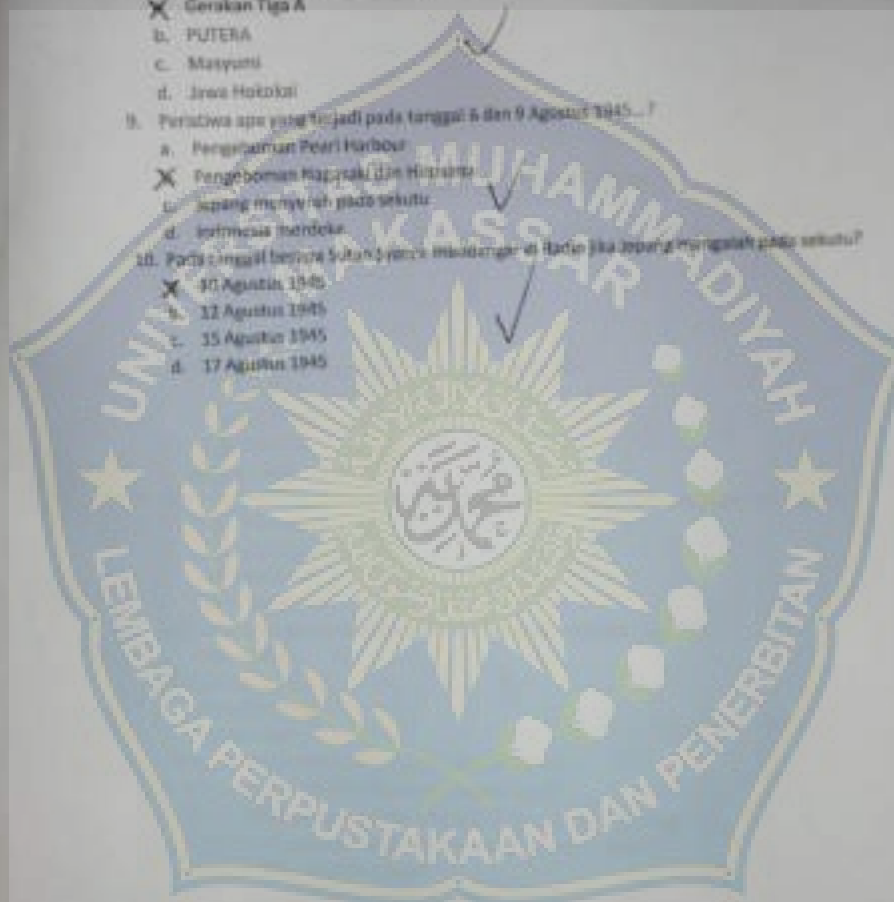 Gerakan Tiga A
b. PUTERA
c. Masyumi
d. Jawa Hokokai
9. Peristiwa apa yang terjadi pada tanggal 6 dan 9 Agustus 1945...?
a. Pengeboman Pearl Harbour
Pengeboman Nagasaki dan
c. Jepang menyerah pada sekutu
d. Indonesia merdeka
10. Pada tanggal berapa Sutan mendengar di Radio jika Jepang mengalah pada sekutu?
10 Agustus 1945
b. 12 Agustus 1945
c. 15 Agustus 1945
d. 17 Agustus 1945
UNIVERSITAS MUHAMMADIYAH
MAKASSAR
محمدية
LEMBAGA PERPUSTAKAAN DAN PENERBITAN